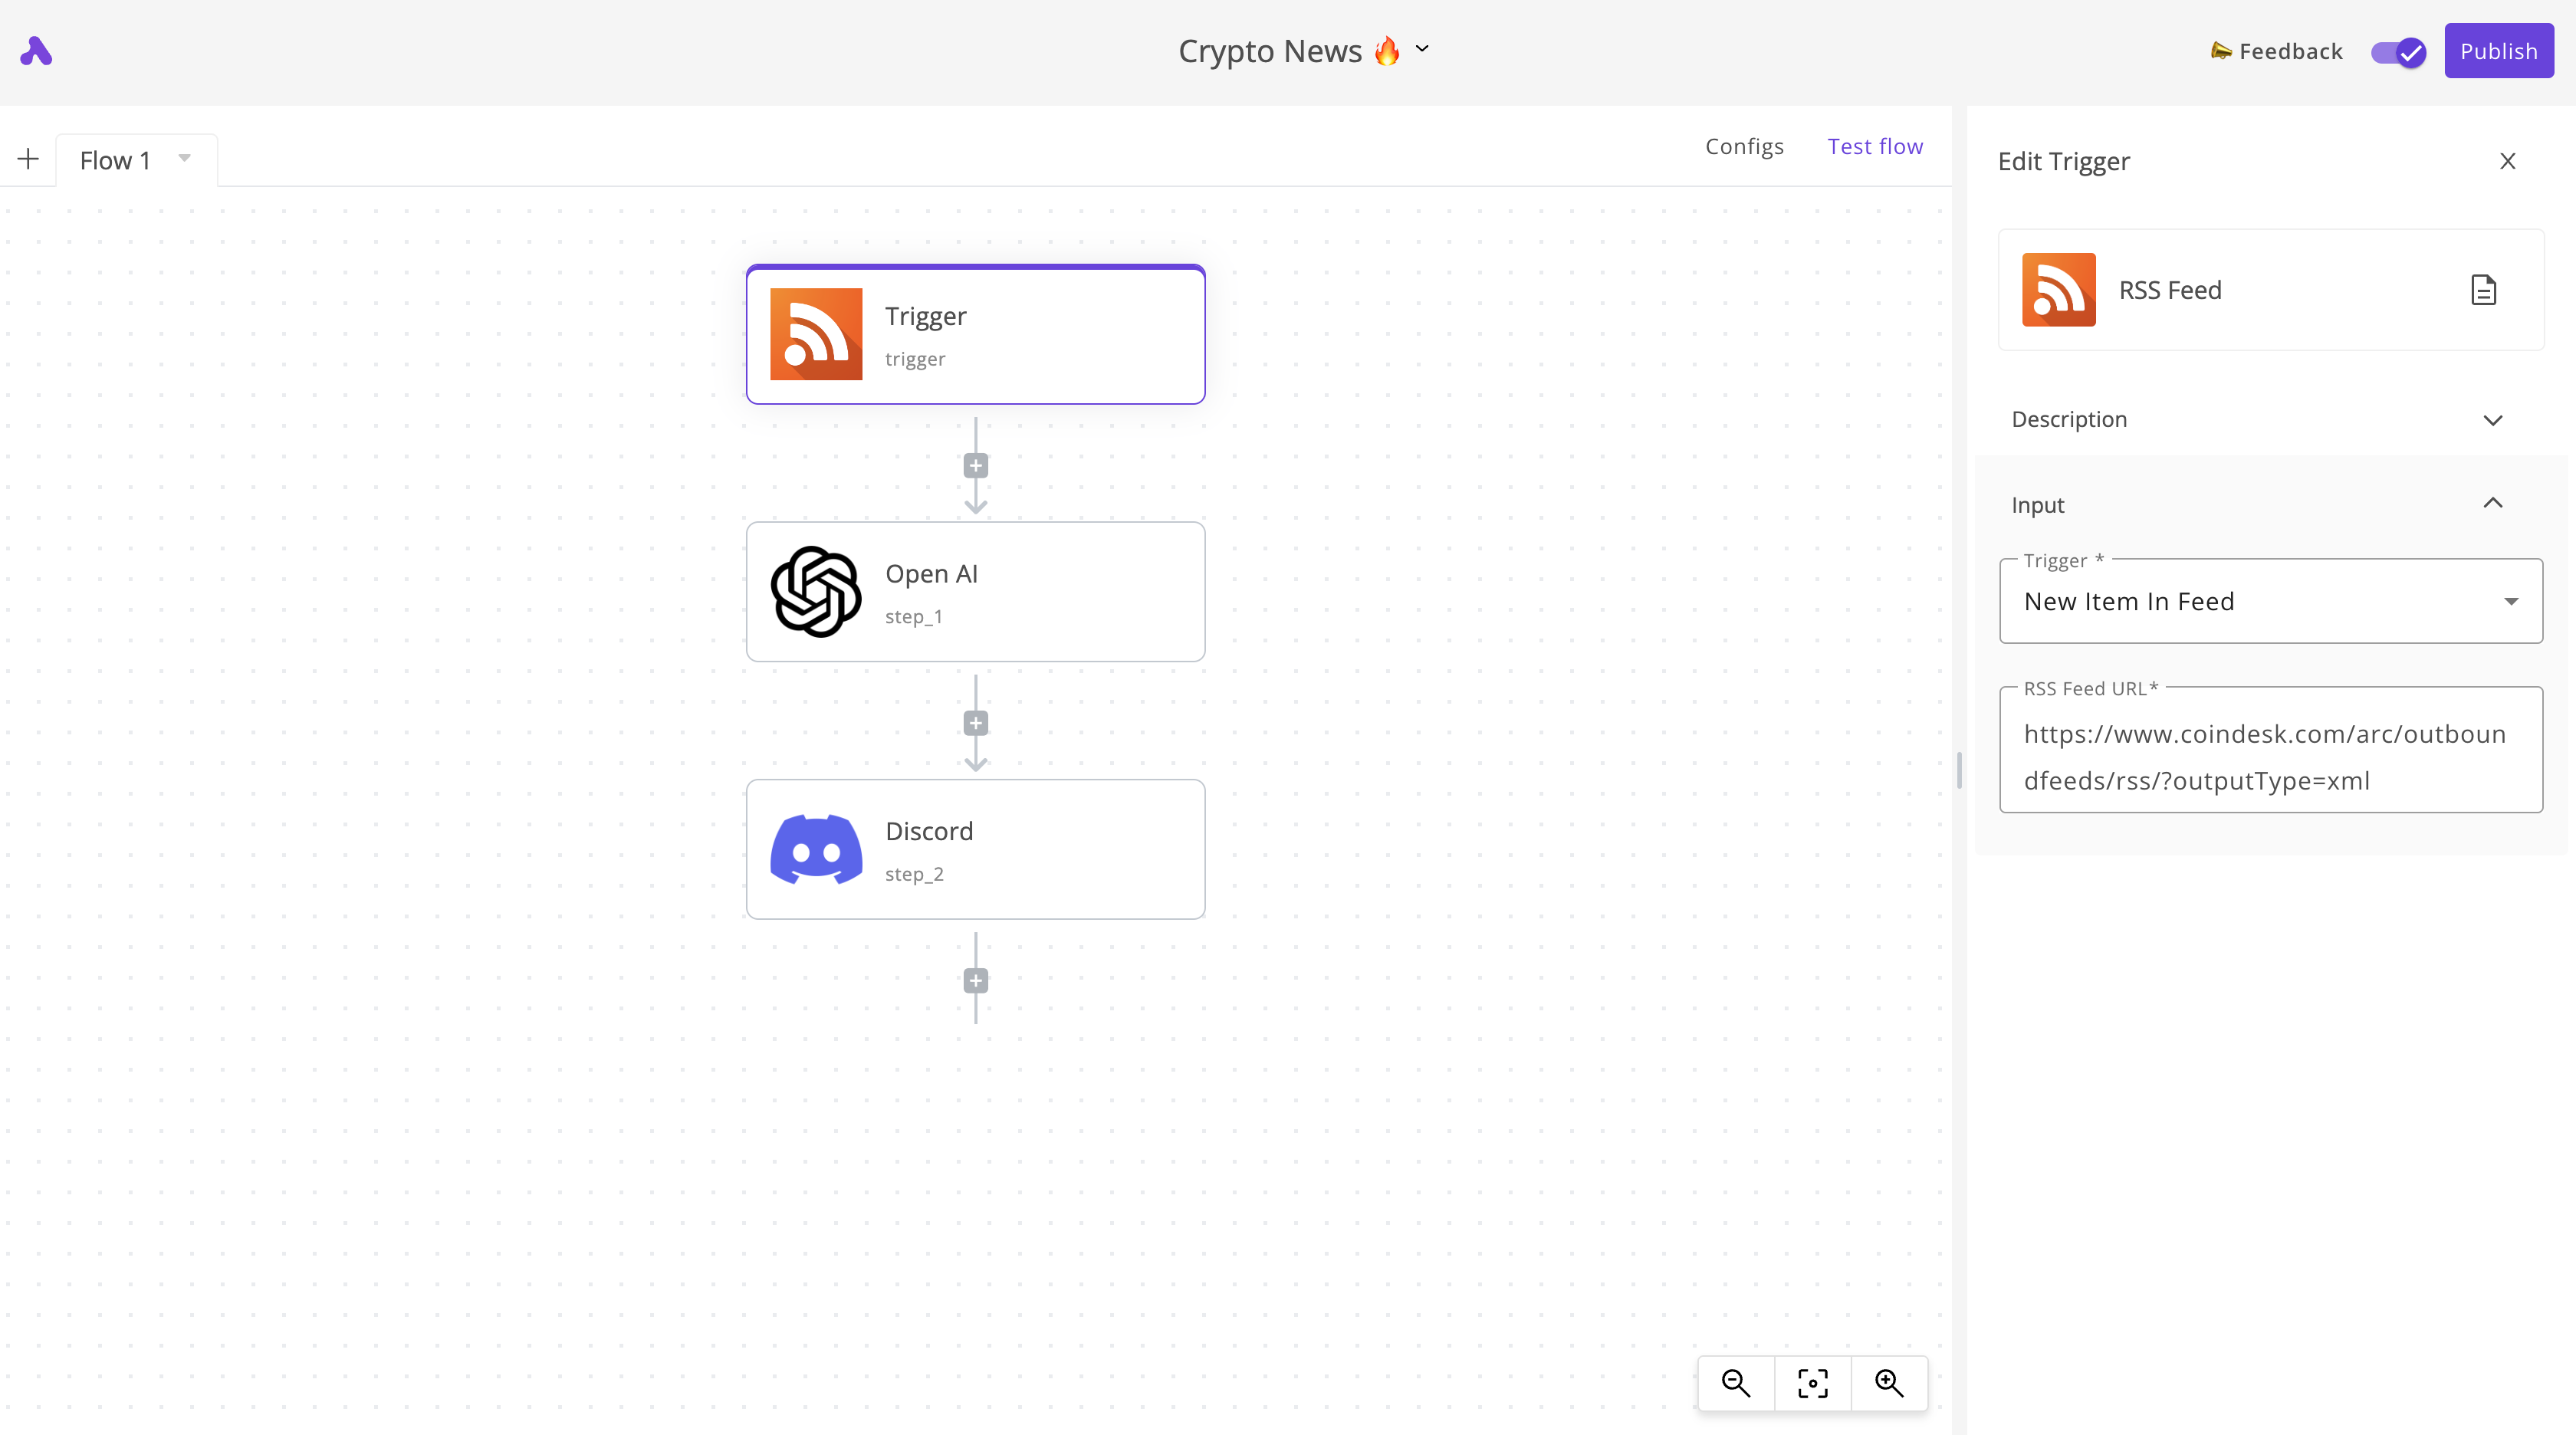 Crypto News 🔥
Feedback
Publish
Flow 1
Configs
Test flow
Trigger
trigger
Open AI
step_1
Discord
step_2
Edit Trigger
RSS Feed
Description
Input
Trigger *
New Item In Feed
RSS Feed URL*
https://www.coindesk.com/arc/outboun
dfeeds/rss/?outputType=xml